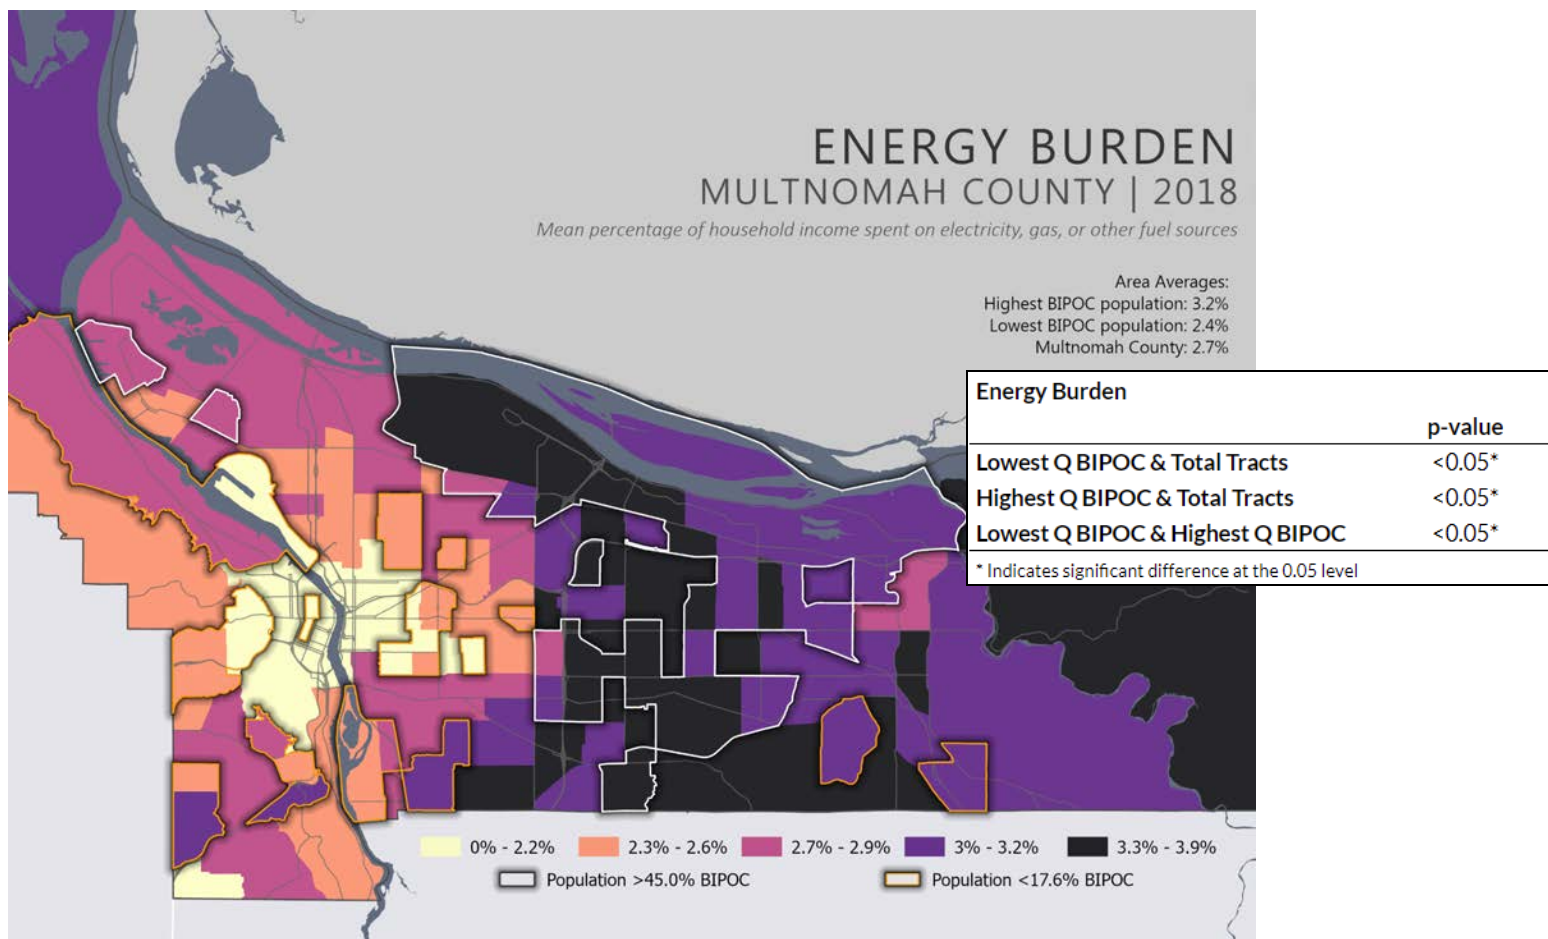 ENERGY BURDEN
MULTNOMAH COUNTY | 2018
Mean percentage of household income spent on electricity, gas, or other fuel sources
Area Averages:
Highest BIPOC population: 3.2%
Lowest BIPOC population: 2.4%
Multnomah County: 2.7%
Energy Burden
p-value
Lowest Q BIPOC & Total Tracts <0.05*
Highest Q BIPOC & Total Tracts <0.05*
Lowest Q BIPOC & Highest Q BIPOC <0.05*
* Indicates significant difference at the 0.05 level
0% - 2.2% 2.3% - 2.6% 2.7% - 2.9% 3% - 3.2% 3.3% - 3.9%
Population >45.0% BIPOC Population <17.6% BIPOC